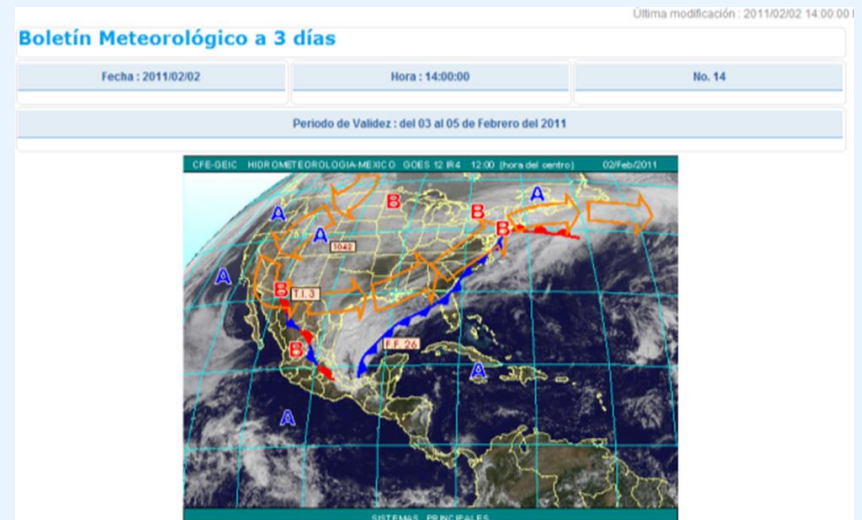 Última modificación : 2011/02/02 14:00:00
Boletín Meteorológico a 3 días
Fecha : 2011/02/02 Hora : 14:00:00 No. 14
Periodo de Validez : del 03 al 05 de Febrero del 2011
CFE-GEIC HIDROMETEOROLOGIA-MEXICO GOES 12 IR4 12:00 (hora del centro) 02/Feb/2011
A
B
A
B
A
B
1042
A
B
T.I. 3
F.F. 26
B
A
A
SISTEMAS PRINCIPALES